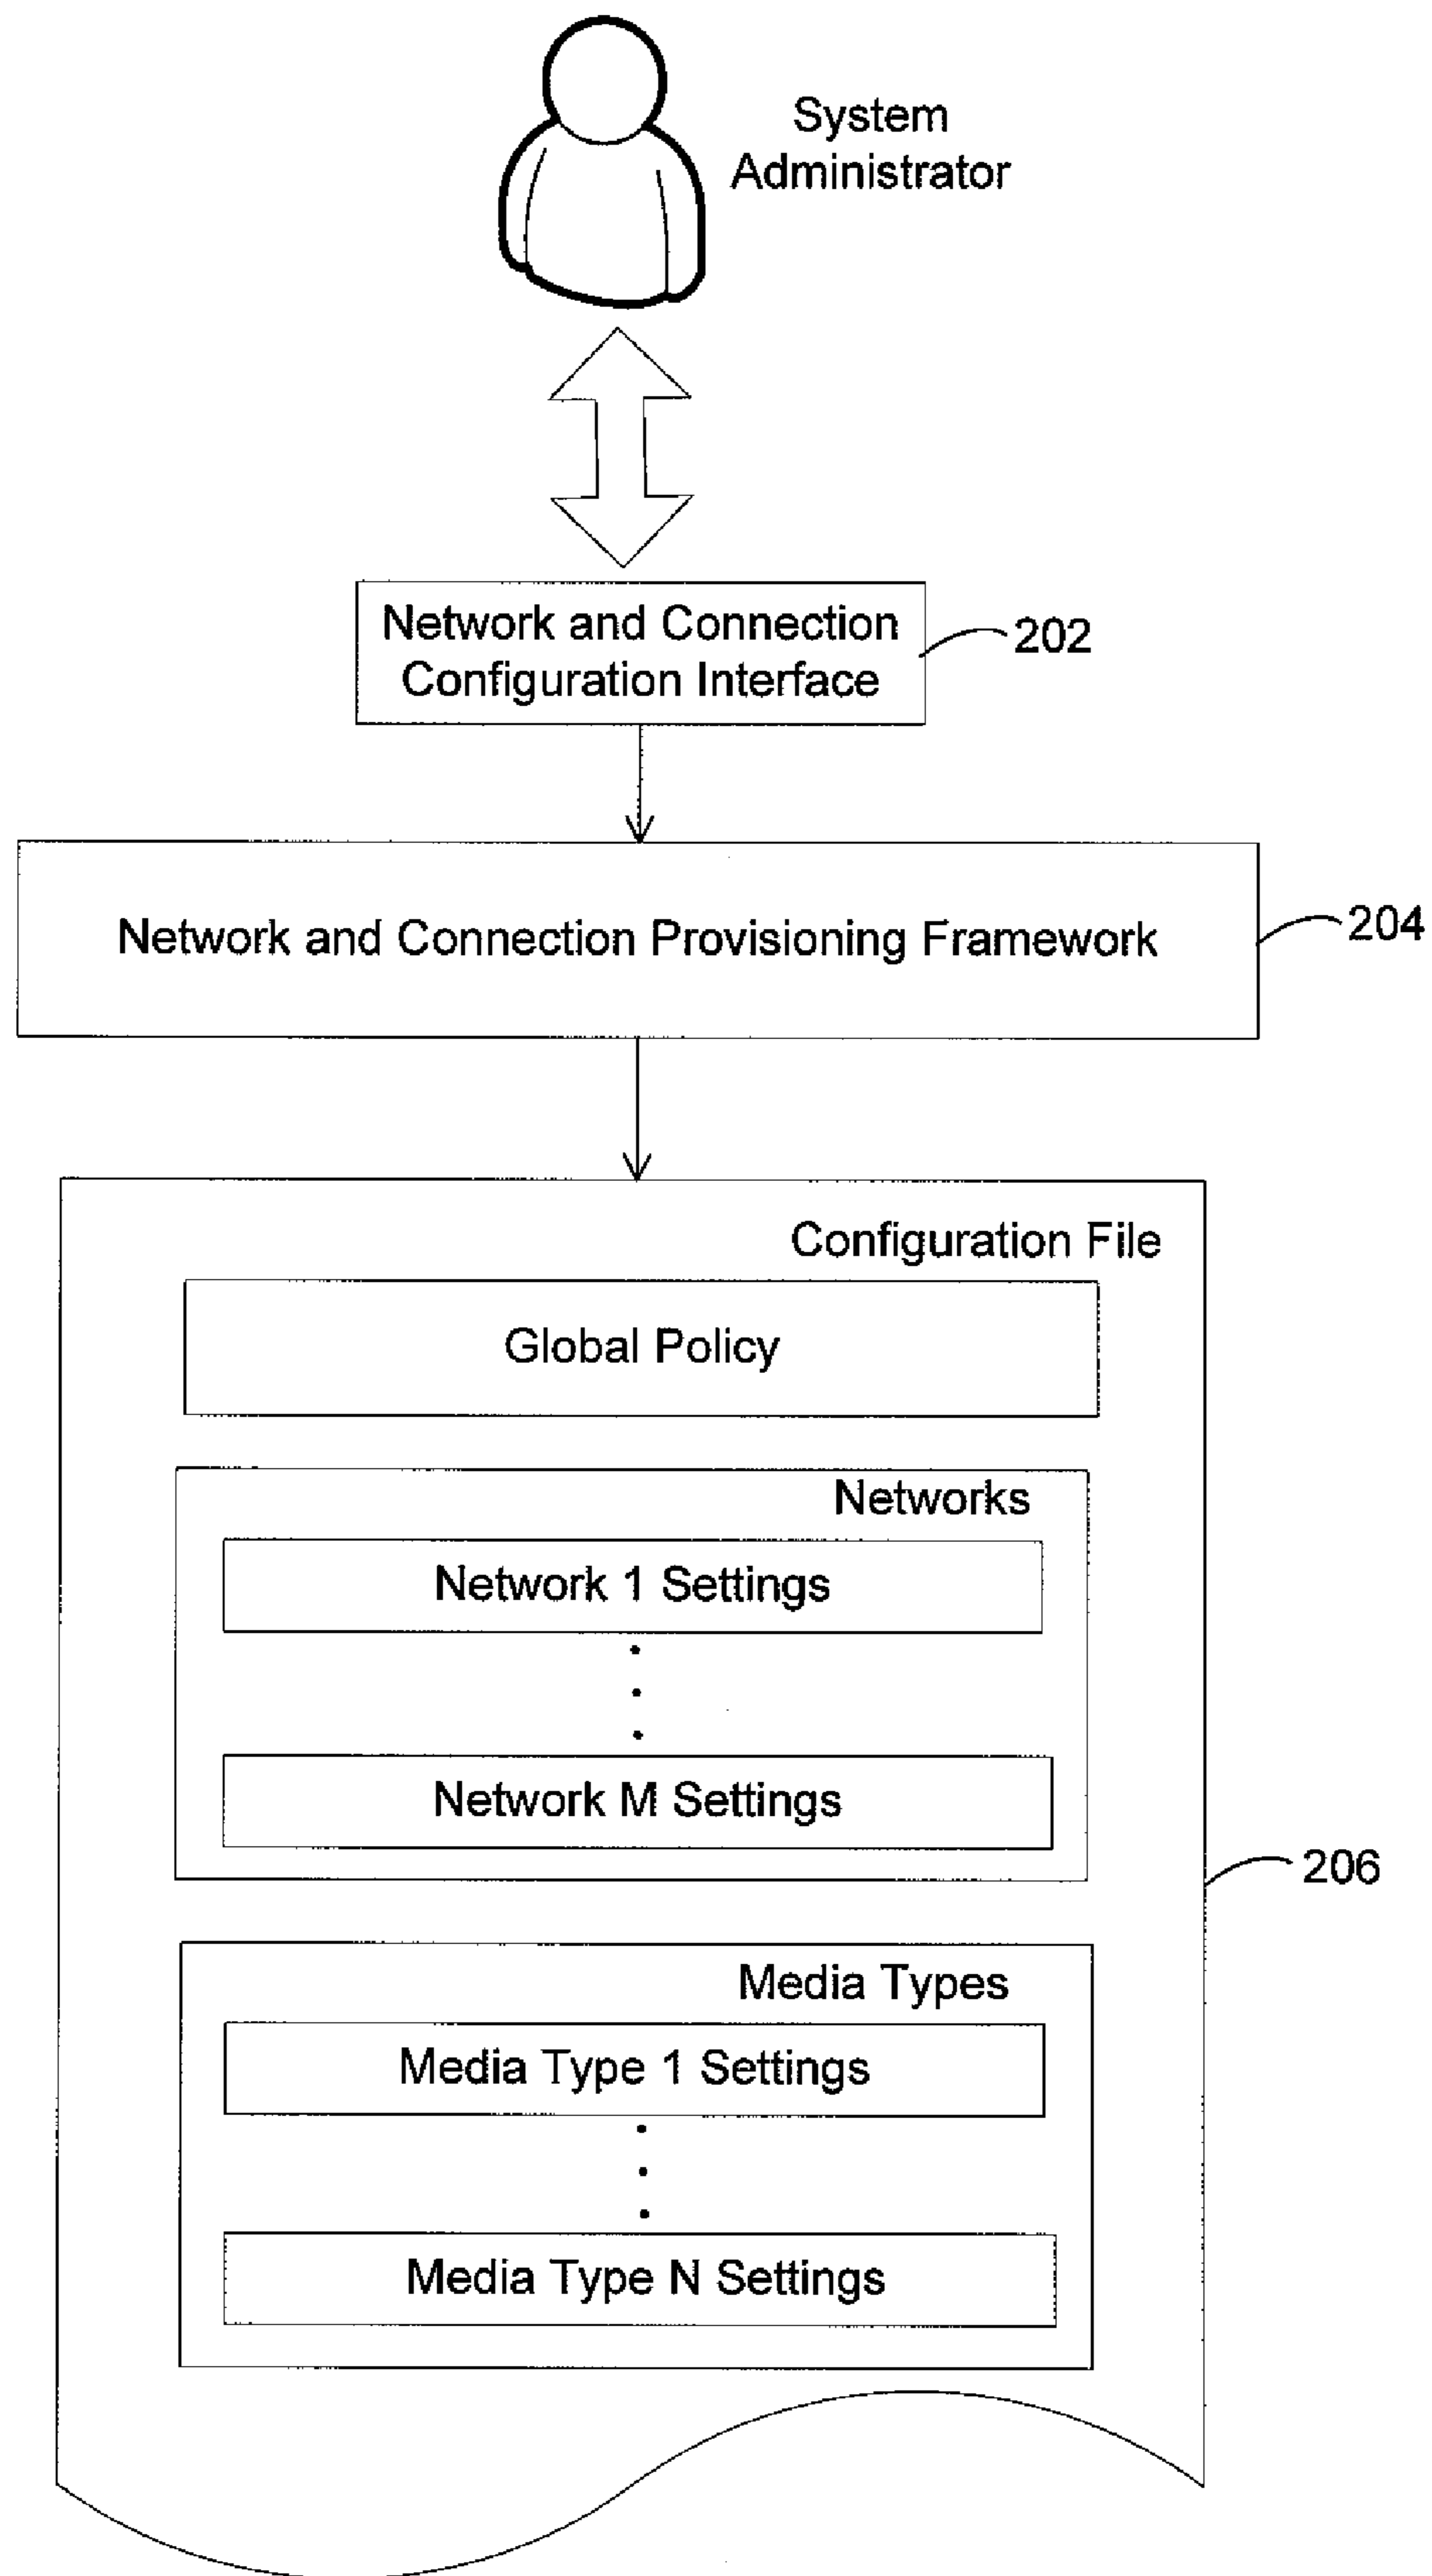 System
Administrator
Network and Connection
Configuration Interface
202
Network and Connection Provisioning Framework
204
Configuration File
Global Policy
Networks
Network 1 Settings
Network M Settings
206
Media Types
Media Type 1 Settings
Media Type N Settings